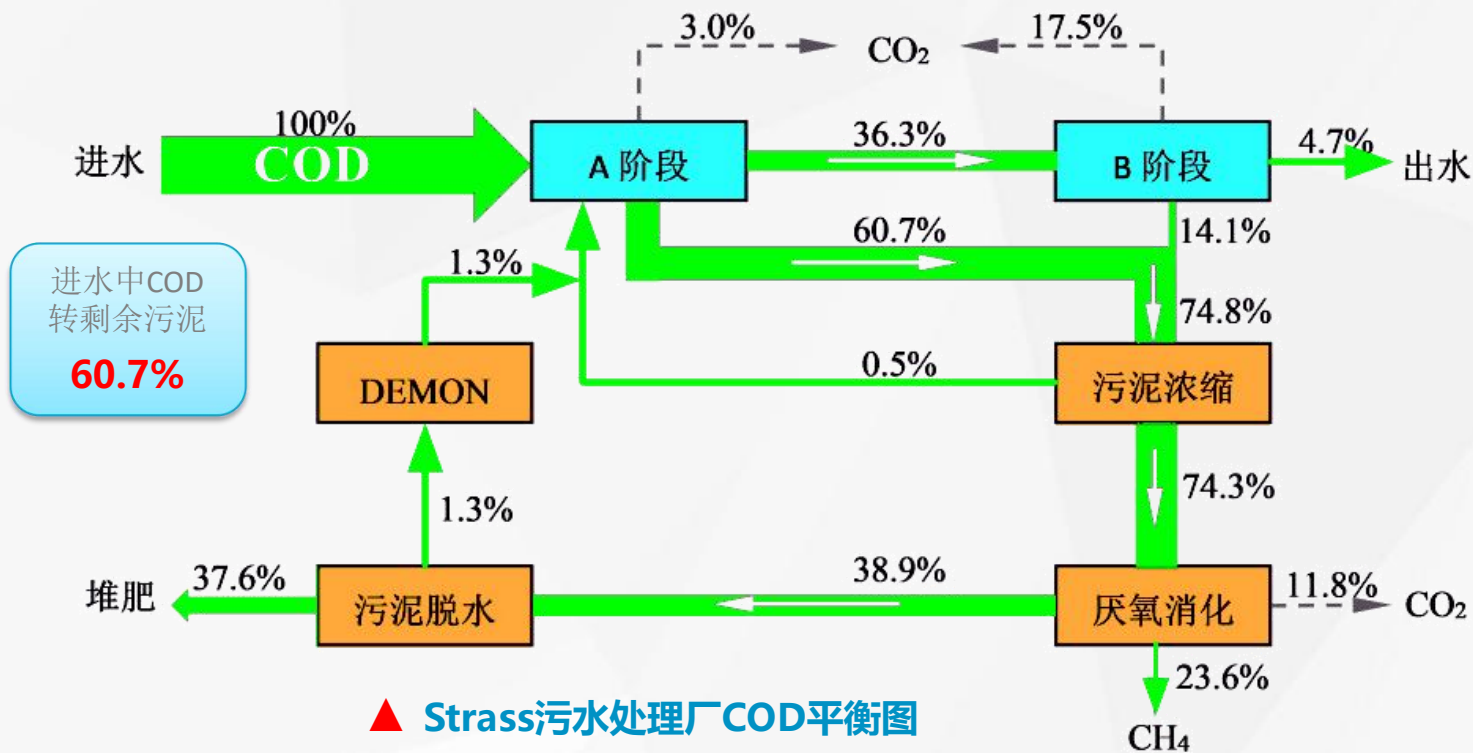 3.0%
CO₂
17.5%
进水
100%
COD
A 阶段
36.3%
B 阶段
4.7%
出水
60.7%
14.1%
进水中COD
转剩余污泥
60.7%
1.3%
74.8%
DEMON
0.5%
污泥浓缩
1.3%
74.3%
堆肥
37.6%
污泥脱水
38.9%
厌氧消化
11.8%
CO₂
23.6%
CH₄
▲ Strass污水处理厂COD平衡图